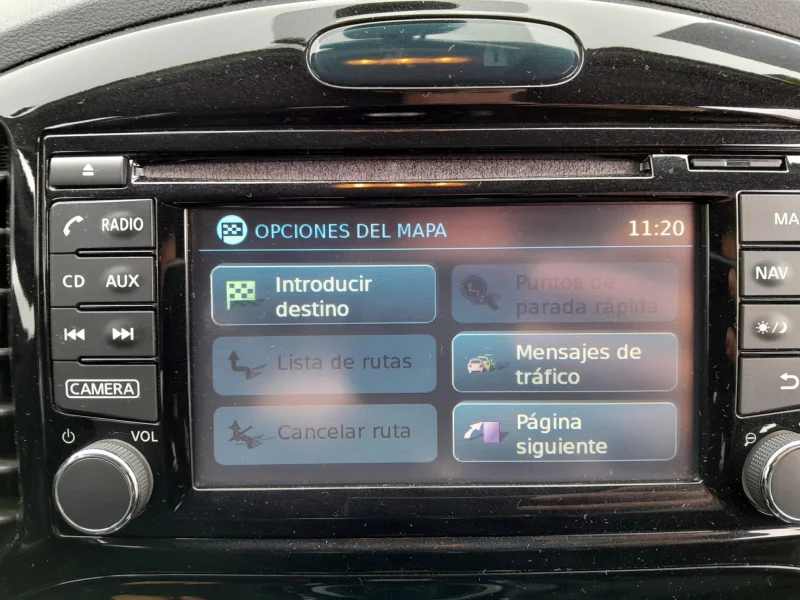 OPCIONES DEL MAPA 11:20
Introducir
destino
Puntos de
parada rápida
Lista de rutas
Mensajes de
tráfico
Cancelar ruta
Página
siguiente
RADIO
CD AUX
CAMERA
VOL
MA
NAV